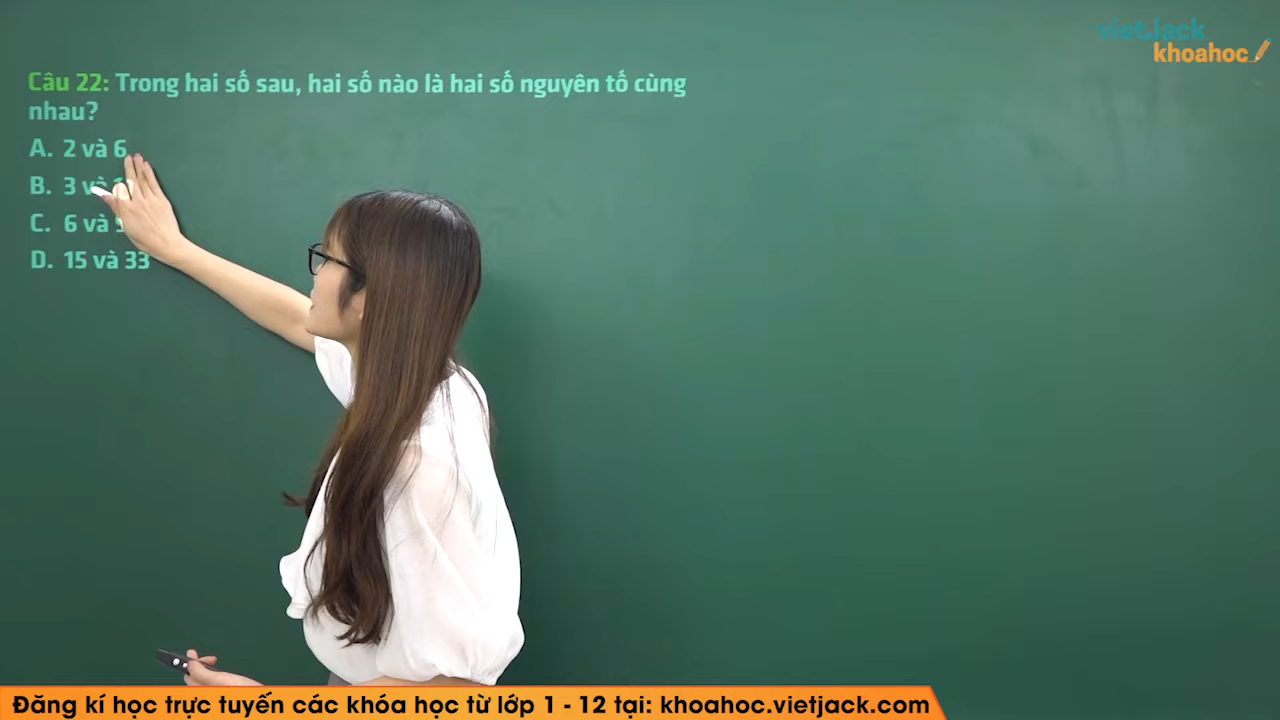 vietJack
khoahoc
Câu 22: Trong hai số sau, hai số nào là hai số nguyên tố cùng
nhau?
A. 2 và 6
B. 3 và
C. 6 và
D. 15 và 33
Đăng kí học trực tuyến các khóa học từ lớp 1 - 12 tại: khoahoc.vietjack.com